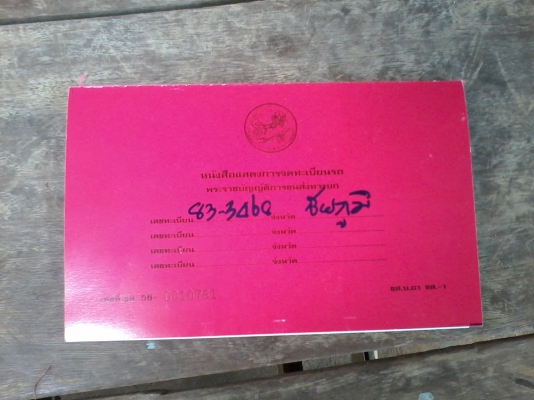 หนังสือแสดงการจดทะเบียนรถ
พระราชบัญญัติการขนส่งทางบก
เลขทะเบียน 83-3468 จังหวัด ชัยภูมิ
เลขทะเบียน จังหวัด
เลขทะเบียน จังหวัด
เลขทะเบียน จังหวัด
56-0010761